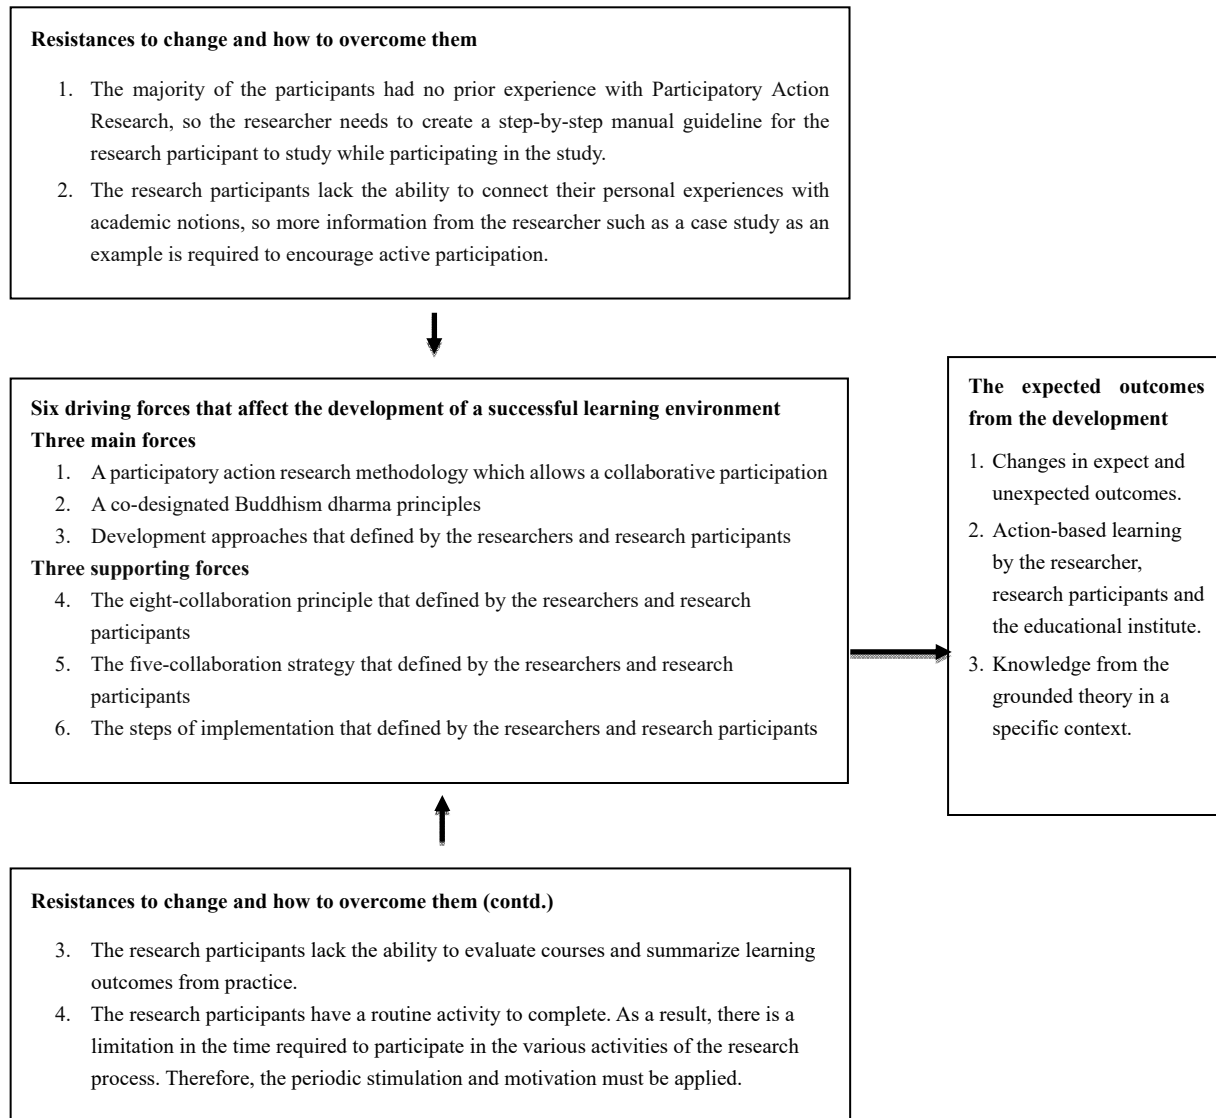 Resistances to change and how to overcome them
1. The majority of the participants had no prior experience with Participatory Action
Research, so the researcher needs to create a step-by-step manual guideline for the
research participant to study while participating in the study.
2. The research participants lack the ability to connect their personal experiences with
academic notions, so more information from the researcher such as a case study as an
example is required to encourage active participation.
Six driving forces that affect the development of a successful learning environment
Three main forces
1. A participatory action research methodology which allows a collaborative participation
2. A co-designated Buddhism dharma principles
3. Development approaches that defined by the researchers and research participants
Three supporting forces
4. The eight-collaboration principle that defined by the researchers and research
participants
5. The five-collaboration strategy that defined by the researchers and research
participants
6. The steps of implementation that defined by the researchers and research participants
The expected outcomes
from the development
1. Changes in expect and
unexpected outcomes.
2. Action-based learning
by the researcher,
research participants and
the educational institute.
3. Knowledge from the
grounded theory in a
specific context.
Resistances to change and how to overcome them (contd.)
3. The research participants lack the ability to evaluate courses and summarize learning
outcomes from practice.
4. The research participants have a routine activity to complete. As a result, there is a
limitation in the time required to participate in the various activities of the research
process. Therefore, the periodic stimulation and motivation must be applied.